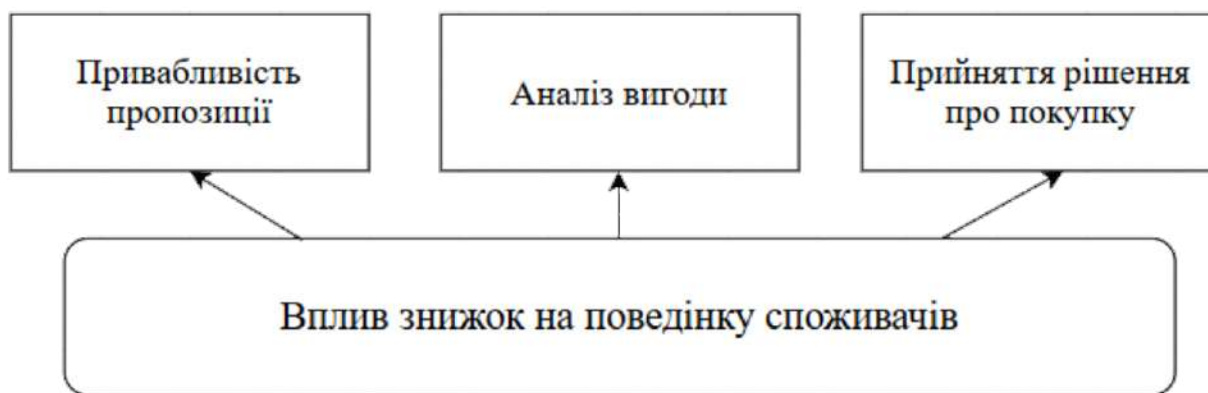 Привабливість
пропозиції
Аналіз вигоди
Прийняття рішення
про покупку
Вплив знижок на поведінку споживачів